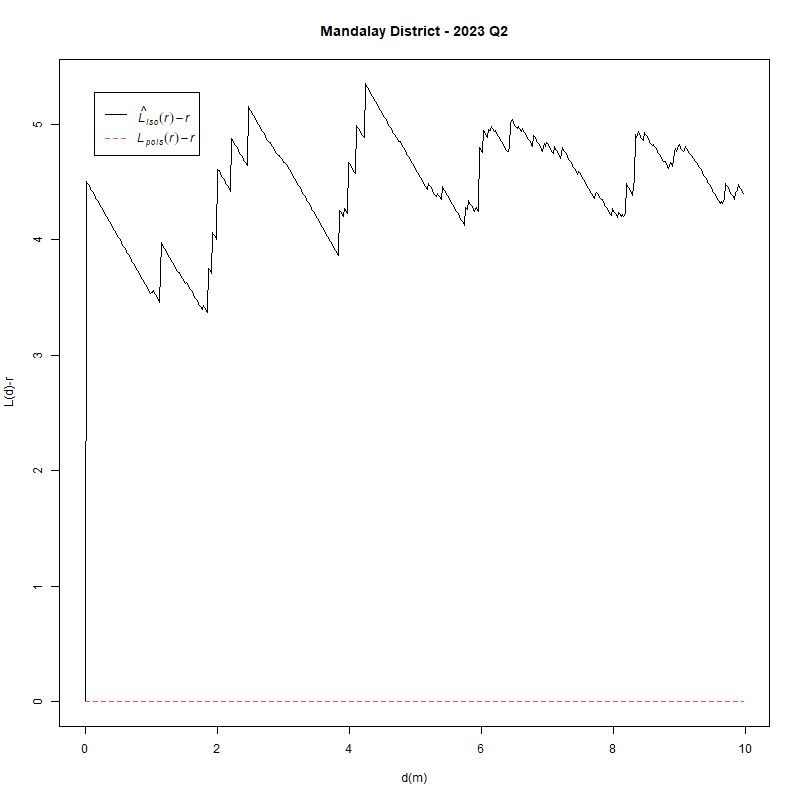 Mandalay District - 2023 Q2
L̂iso(r)−r
Lpois(r)−r
5
4
3
2
1
0
L(d)-r
0 2 4 6 8 10
d(m)